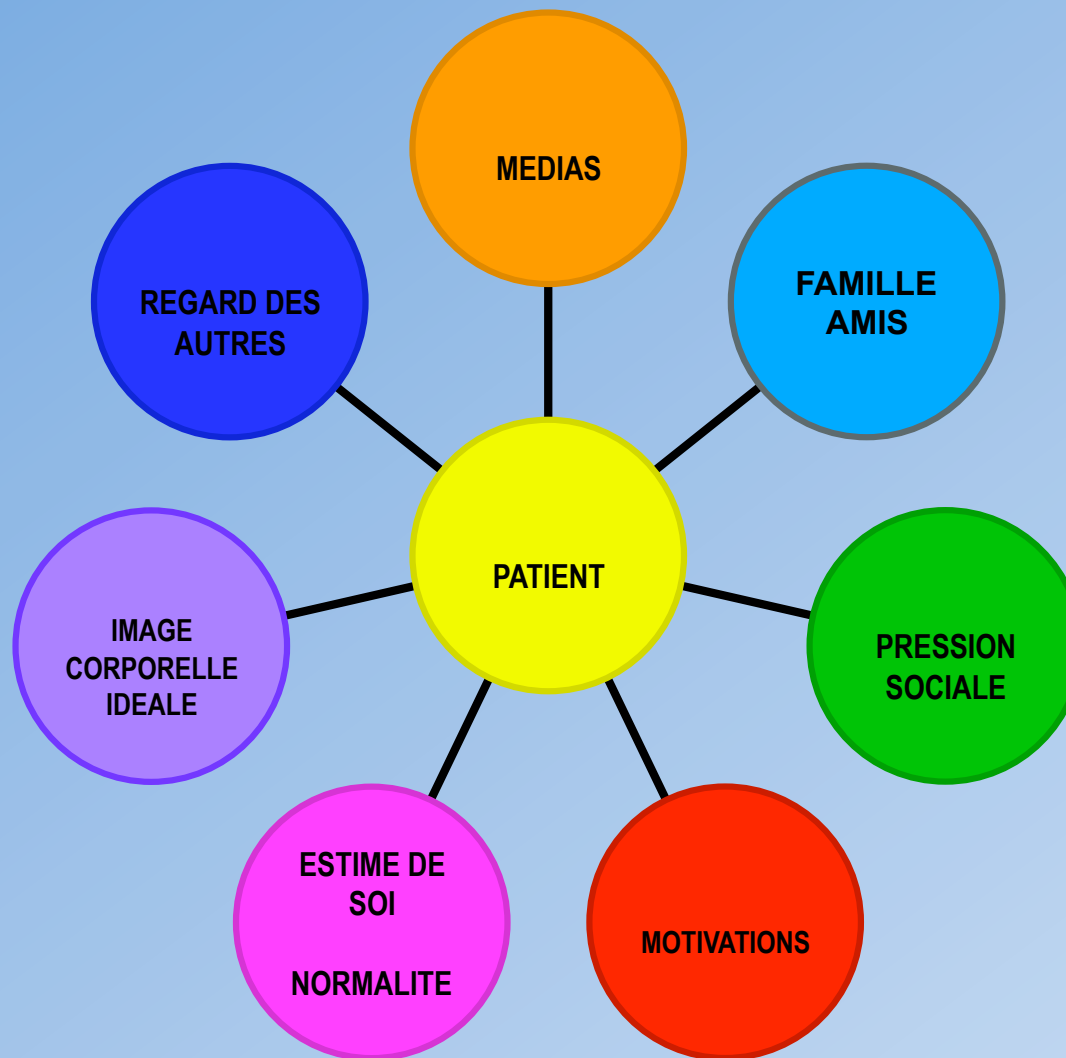 MEDIAS
FAMILLE
AMIS
REGARD DES
AUTRES
PATIENT
IMAGE
CORPORELLE
IDEALE
PRESSION
SOCIALE
ESTIME DE
SOI
NORMALITE
MOTIVATIONS